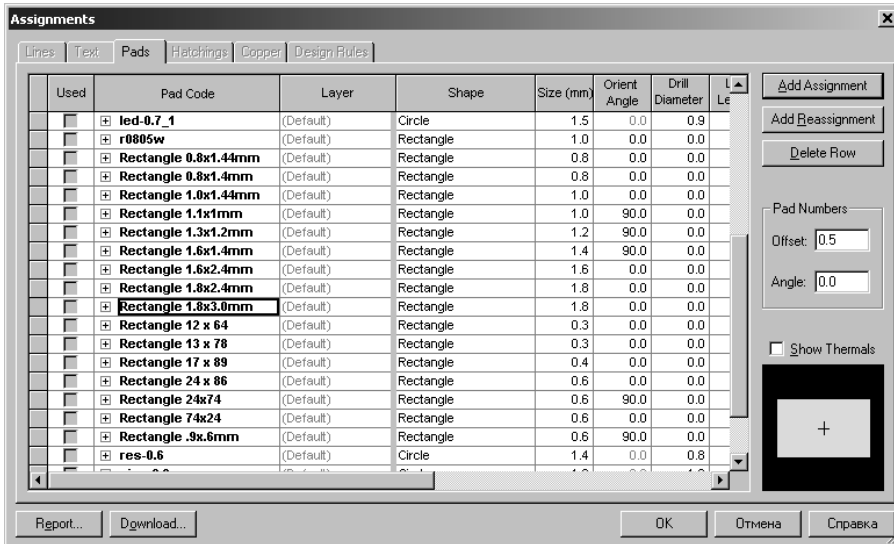 Assignments
Lines Text Pads Hatchings Copper Design Rules
Used Pad Code Layer Shape Size (mm) Orient Angle Drill Diameter
led-0.7_1 (Default) Circle 1.5 0.0 0.9
r0805w (Default) Rectangle 1.0 0.0 0.0
Rectangle 0.8x1.44mm (Default) Rectangle 0.8 0.0 0.0
Rectangle 0.8x1.4mm (Default) Rectangle 0.8 0.0 0.0
Rectangle 1.0x1.44mm (Default) Rectangle 1.0 0.0 0.0
Rectangle 1.1x1mm (Default) Rectangle 1.0 90.0 0.0
Rectangle 1.3x1.2mm (Default) Rectangle 1.2 90.0 0.0
Rectangle 1.6x1.4mm (Default) Rectangle 1.4 90.0 0.0
Rectangle 1.6x2.4mm (Default) Rectangle 1.6 0.0 0.0
Rectangle 1.8x2.4mm (Default) Rectangle 1.8 0.0 0.0
Rectangle 1.8x3.0mm (Default) Rectangle 1.8 0.0 0.0
Rectangle 12 x 64 (Default) Rectangle 0.3 0.0 0.0
Rectangle 13 x 78 (Default) Rectangle 0.3 0.0 0.0
Rectangle 17 x 89 (Default) Rectangle 0.4 0.0 0.0
Rectangle 24 x 86 (Default) Rectangle 0.6 0.0 0.0
Rectangle 24x74 (Default) Rectangle 0.6 90.0 0.0
Rectangle 74x24 (Default) Rectangle 0.6 0.0 0.0
Rectangle .9x.6mm (Default) Rectangle 0.6 90.0 0.0
res-0.6 (Default) Circle 1.4 0.0 0.8
Add Assignment
Add Reassignment
Delete Row
Pad Numbers
Offset: 0.5
Angle: 0.0
Show Thermals
Report... Download... OK Отмена Справка